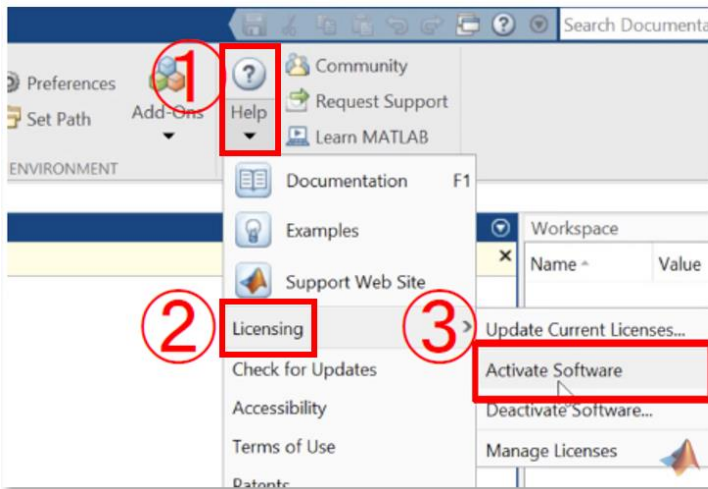 Search Documenta
① Help Community
Preferences Request Support
Add-Ons
Set Path Learn MATLAB
ENVIRONMENT
Documentation F1
Examples Workspace
Name Value
Support Web Site
② Licensing ③ Update Current Licenses...
Check for Updates Activate Software
Accessibility Deactivate Software...
Terms of Use Manage Licenses
Patents